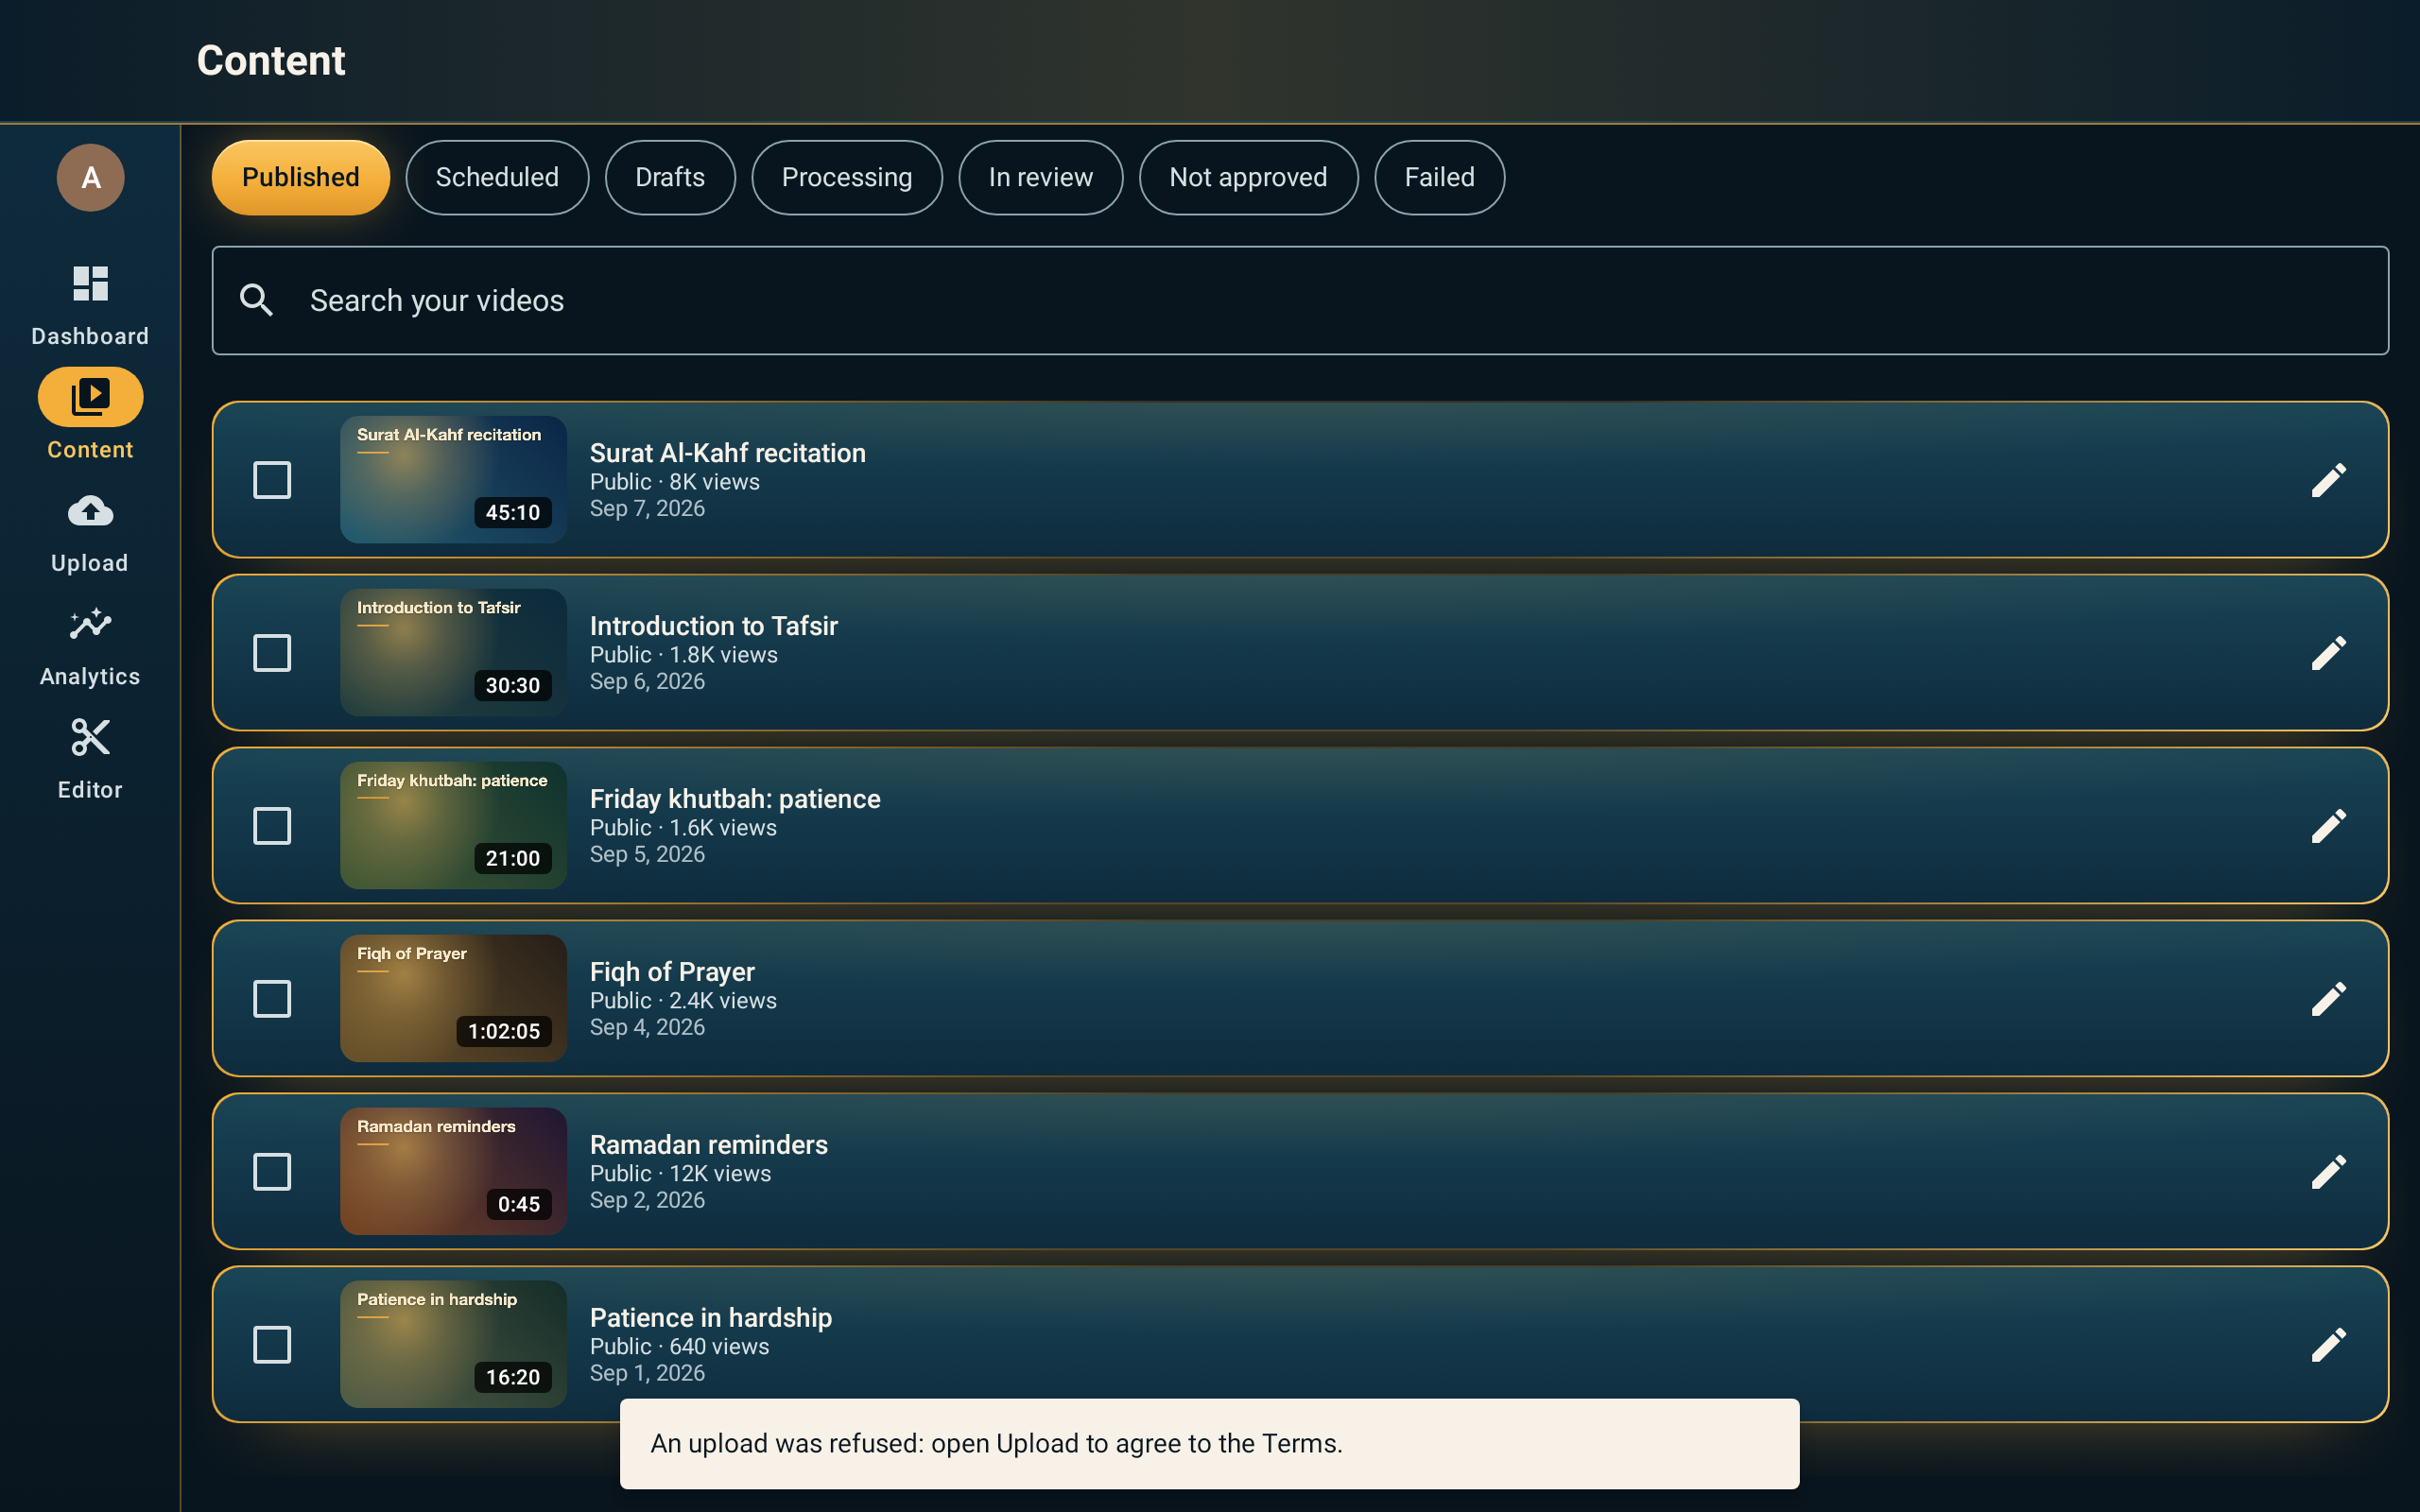 Content
A
Dashboard
Content
Upload
Analytics
Editor
Published
Scheduled
Drafts
Processing
In review
Not approved
Failed
Search your videos
Surat Al-Kahf recitation
45:10
Surat Al-Kahf recitation
Public · 8K views
Sep 7, 2026
Introduction to Tafsir
30:30
Introduction to Tafsir
Public · 1.8K views
Sep 6, 2026
Friday khutbah: patience
21:00
Friday khutbah: patience
Public · 1.6K views
Sep 5, 2026
Fiqh of Prayer
1:02:05
Fiqh of Prayer
Public · 2.4K views
Sep 4, 2026
Ramadan reminders
0:45
Ramadan reminders
Public · 12K views
Sep 2, 2026
Patience in hardship
16:20
Patience in hardship
Public · 640 views
Sep 1, 2026
An upload was refused: open Upload to agree to the Terms.